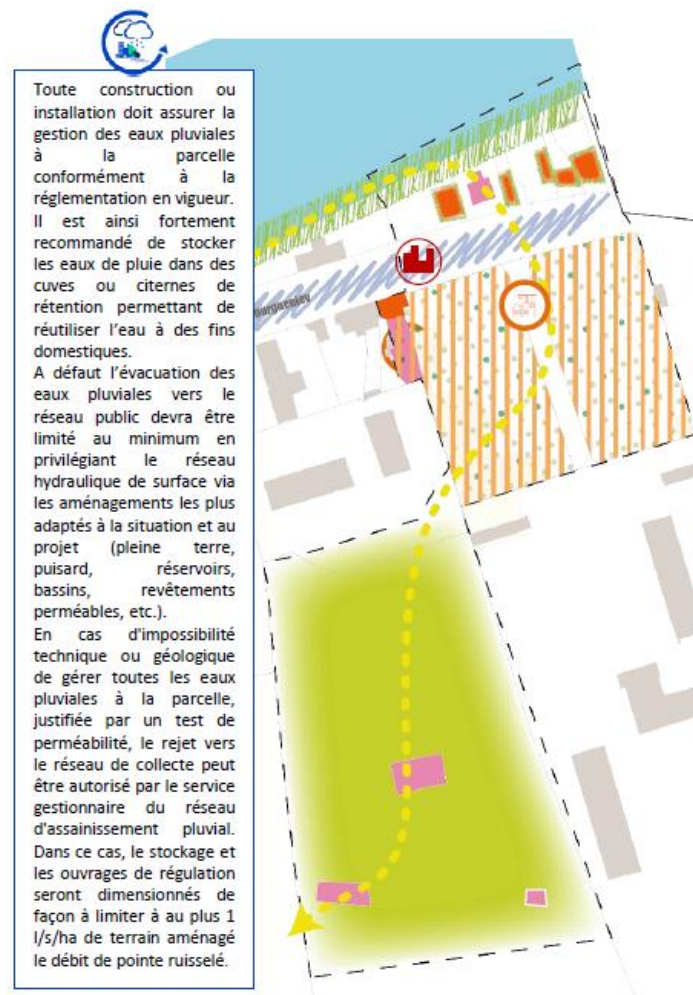 Toute construction ou
installation doit assurer la
gestion des eaux pluviales
à la parcelle
conformément à la
réglementation en vigueur.
Il est ainsi fortement
recommandé de stocker
les eaux de pluie dans des
cuves ou citernes de
rétention permettant de
réutiliser l'eau à des fins
domestiques.
A défaut l'évacuation des
eaux pluviales vers le
réseau public devra être
limité au minimum en
privilégiant le réseau
hydraulique de surface via
les aménagements les plus
adaptés à la situation et au
projet (pleine terre,
puisard, réservoirs,
bassins, revêtements
perméables, etc.).
En cas d'impossibilité
technique ou géologique
de gérer toutes les eaux
pluviales à la parcelle,
justifiée par un test de
perméabilité, le rejet vers
le réseau de collecte peut
être autorisé par le service
gestionnaire du réseau
d'assainissement pluvial.
Dans ce cas, le stockage et
les ouvrages de régulation
seront dimensionnés de
façon à limiter à au plus 1
l/s/ha de terrain aménagé
le débit de pointe ruisselé.